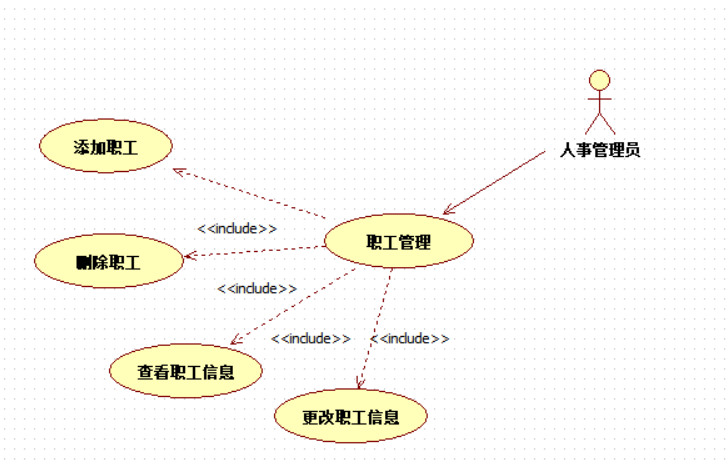 人事管理员
添加职工
<<include>>
职工管理
删除职工
<<include>>
<<include>>
<<include>>
查看职工信息
更改职工信息